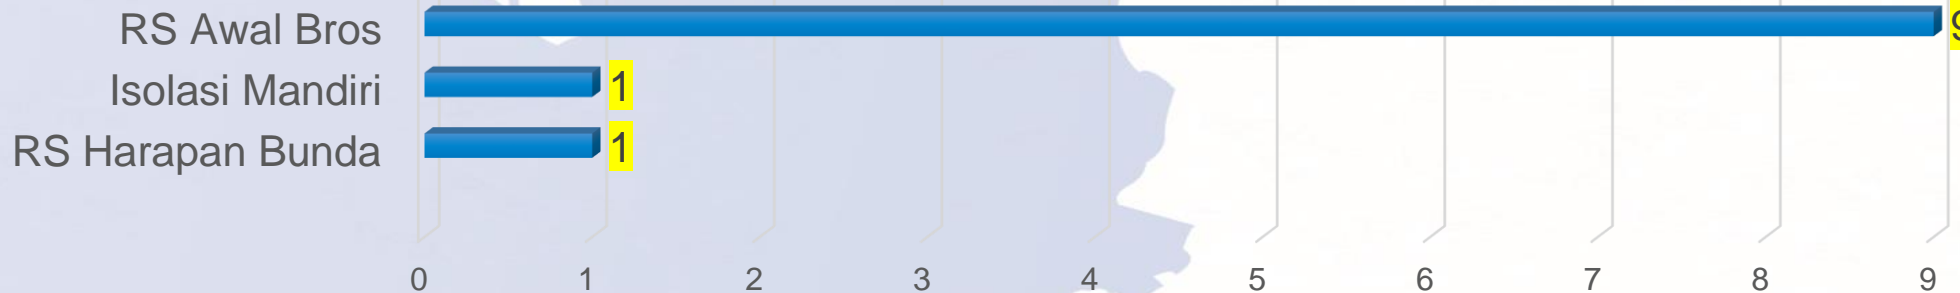 RS Awal Bros 9
Isolasi Mandiri 1
RS Harapan Bunda 1
0 1 2 3 4 5 6 7 8 9